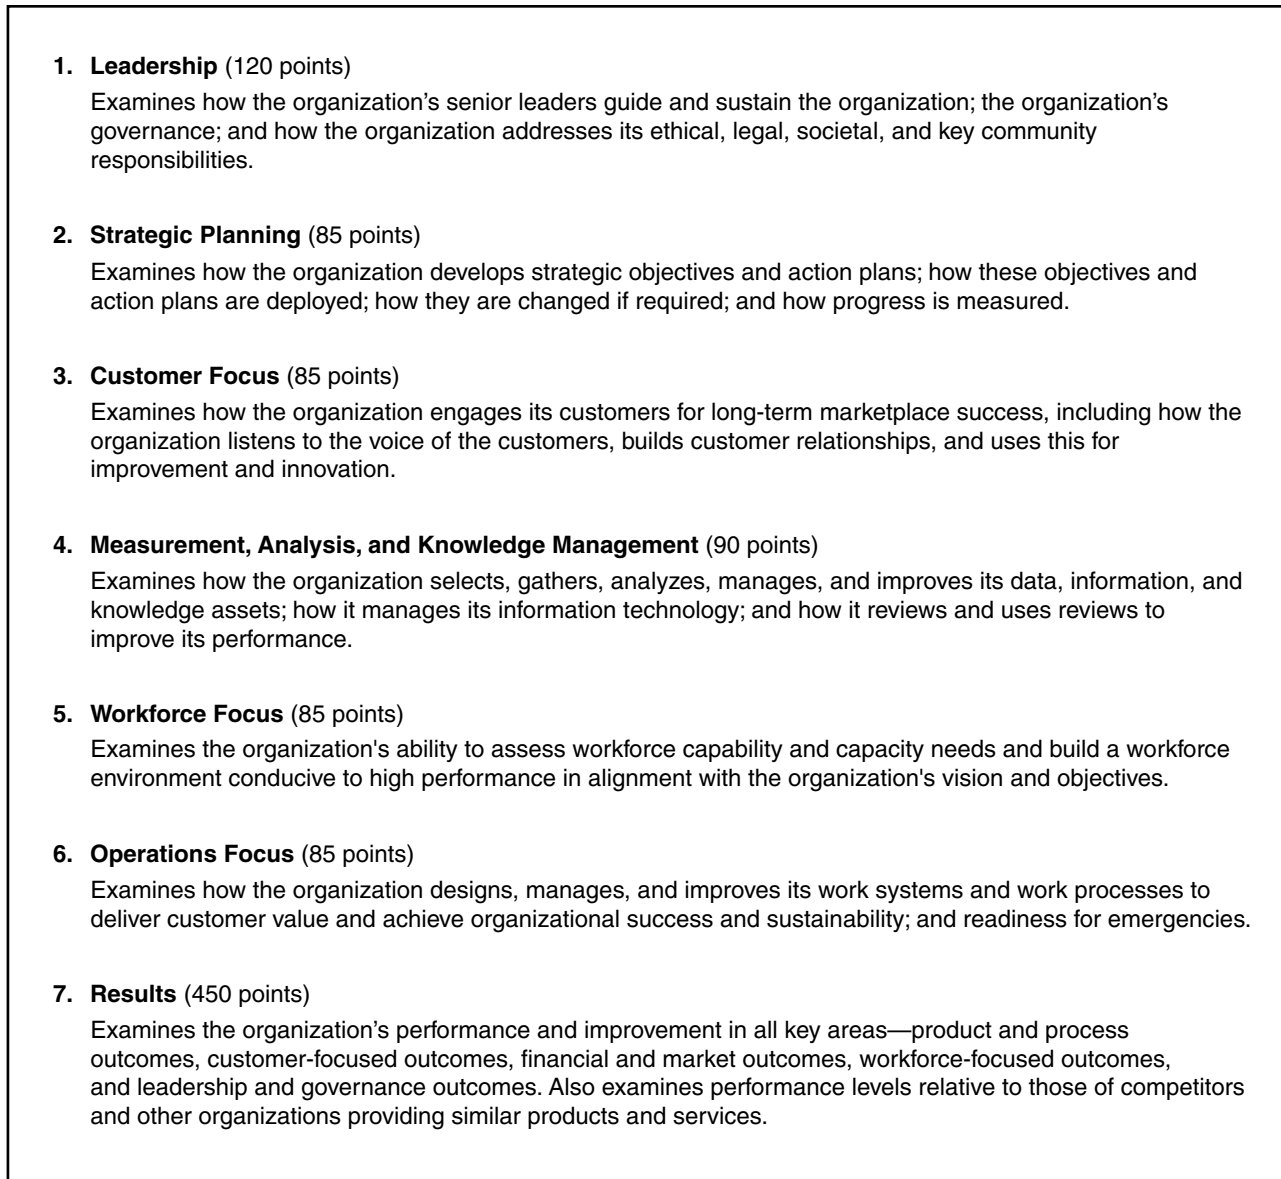 1. Leadership (120 points)
Examines how the organization’s senior leaders guide and sustain the organization; the organization’s
governance; and how the organization addresses its ethical, legal, societal, and key community
responsibilities.
2. Strategic Planning (85 points)
Examines how the organization develops strategic objectives and action plans; how these objectives and
action plans are deployed; how they are changed if required; and how progress is measured.
3. Customer Focus (85 points)
Examines how the organization engages its customers for long-term marketplace success, including how the
organization listens to the voice of the customers, builds customer relationships, and uses this for
improvement and innovation.
4. Measurement, Analysis, and Knowledge Management (90 points)
Examines how the organization selects, gathers, analyzes, manages, and improves its data, information, and
knowledge assets; how it manages its information technology; and how it reviews and uses reviews to
improve its performance.
5. Workforce Focus (85 points)
Examines the organization's ability to assess workforce capability and capacity needs and build a workforce
environment conducive to high performance in alignment with the organization's vision and objectives.
6. Operations Focus (85 points)
Examines how the organization designs, manages, and improves its work systems and work processes to
deliver customer value and achieve organizational success and sustainability; and readiness for emergencies.
7. Results (450 points)
Examines the organization’s performance and improvement in all key areas—product and process
outcomes, customer-focused outcomes, financial and market outcomes, workforce-focused outcomes,
and leadership and governance outcomes. Also examines performance levels relative to those of competitors
and other organizations providing similar products and services.